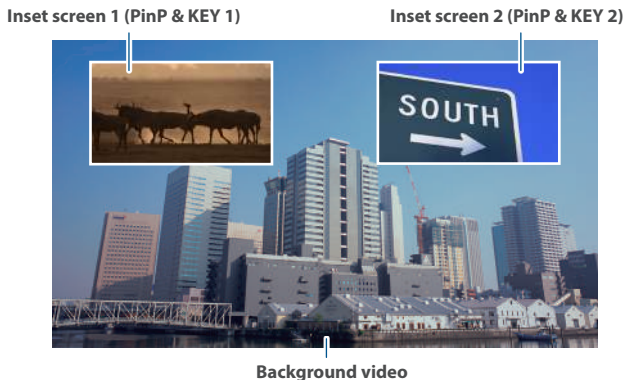 Inset screen 1 (PinP & KEY 1)
Inset screen 2 (PinP & KEY 2)
SOUTH
Background video